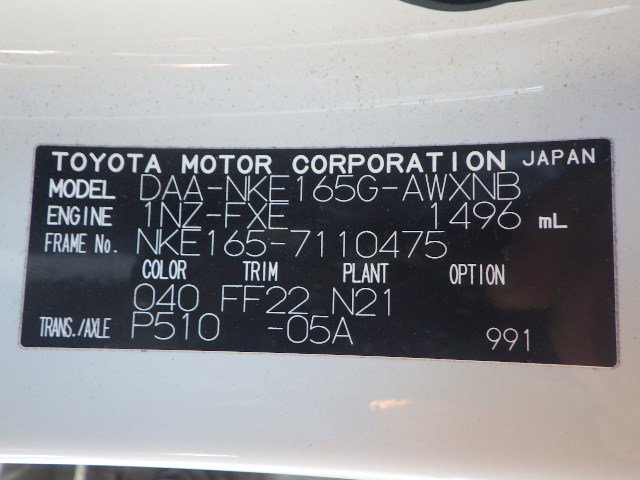 TOYOTA MOTOR CORPORATION JAPAN
MODEL DAA-NKE165G-AWXNB
ENGINE 1NZ-FXE 1496 mL
FRAME No. NKE165-7110475
COLOR TRIM PLANT OPTION
040 FF22 N21
TRANS./AXLE P510 -05A 991